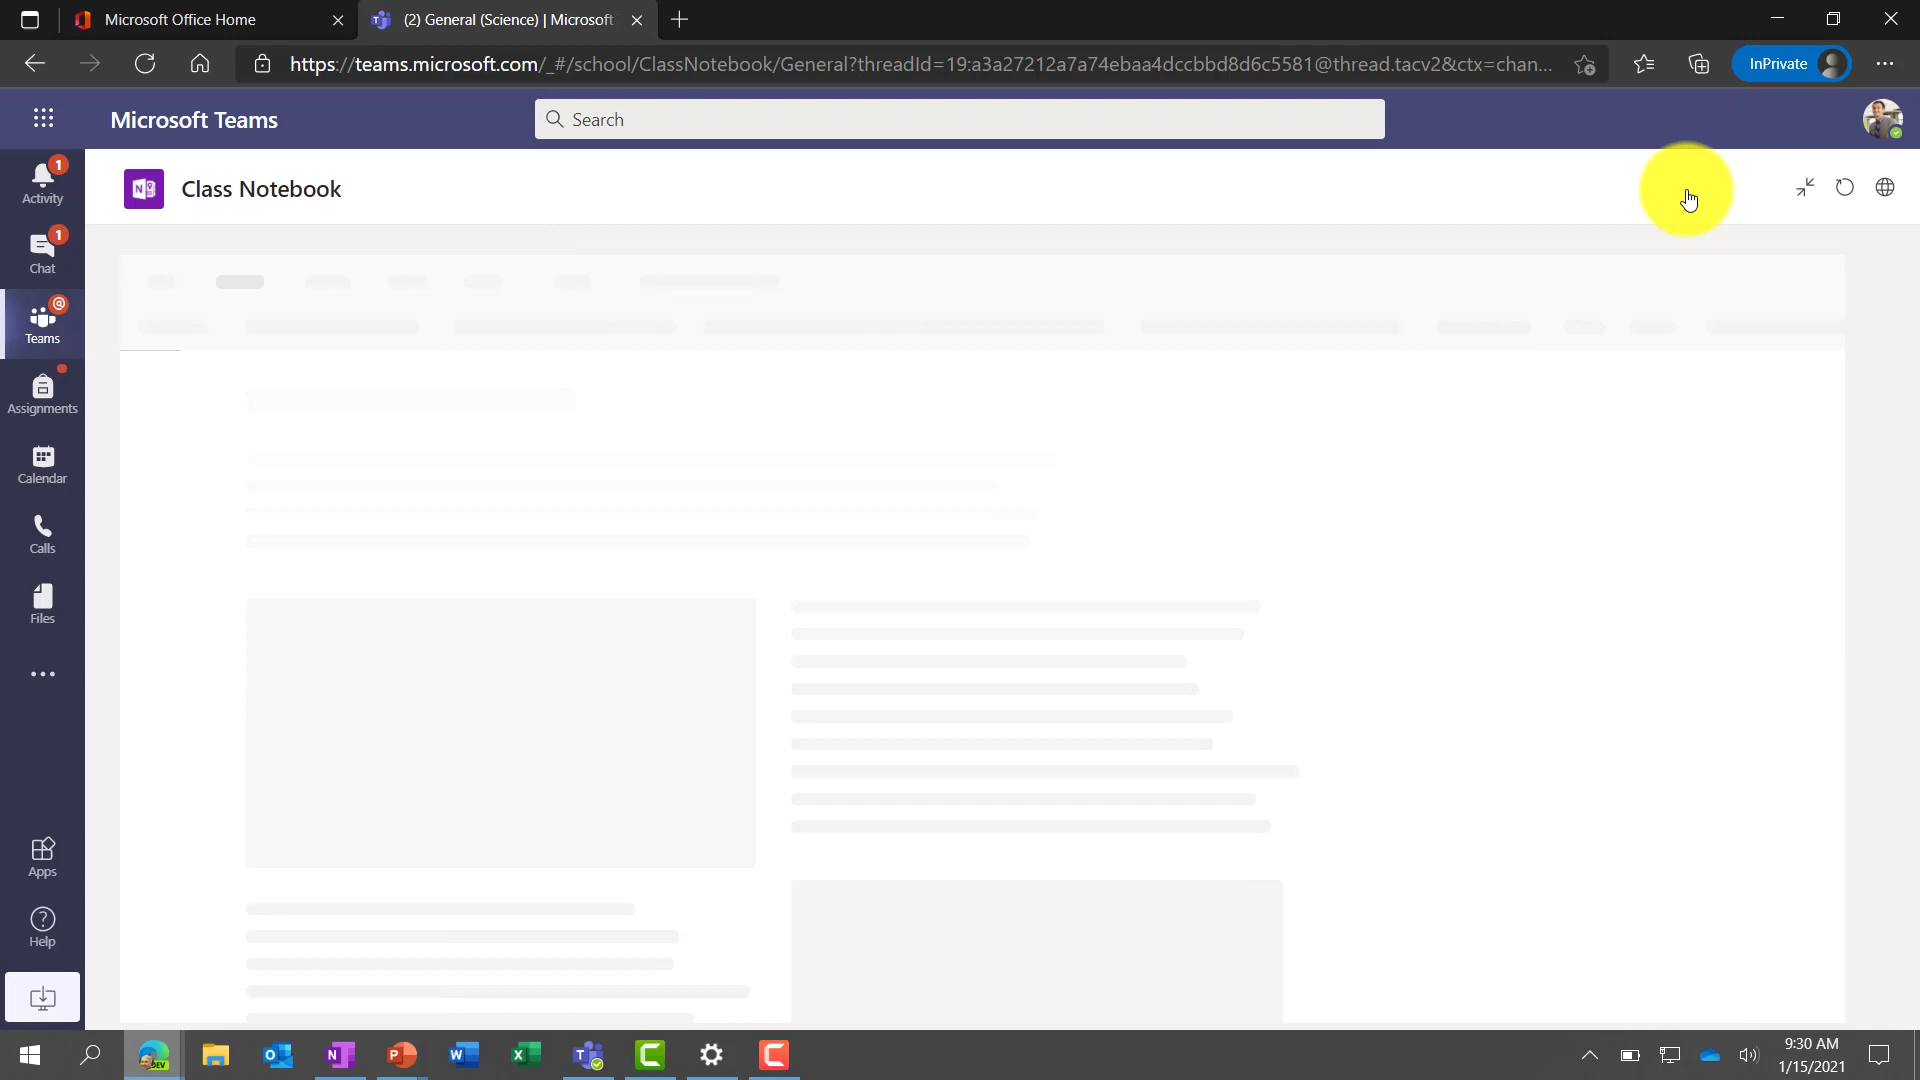 Microsoft Office Home
(2) General (Science) | Microsoft
https://teams.microsoft.com/_#/school/ClassNotebook/General?threadId=19:a3a27212a7a74ebaa4dccbbd8d6c5581@thread.tacv2&ctx=chan...
InPrivate
Microsoft Teams
Search
1
Activity
Class Notebook
1
Chat
Teams
Assignments
Calendar
Calls
Files
Apps
Help
DEV
9:30 AM
1/15/2021